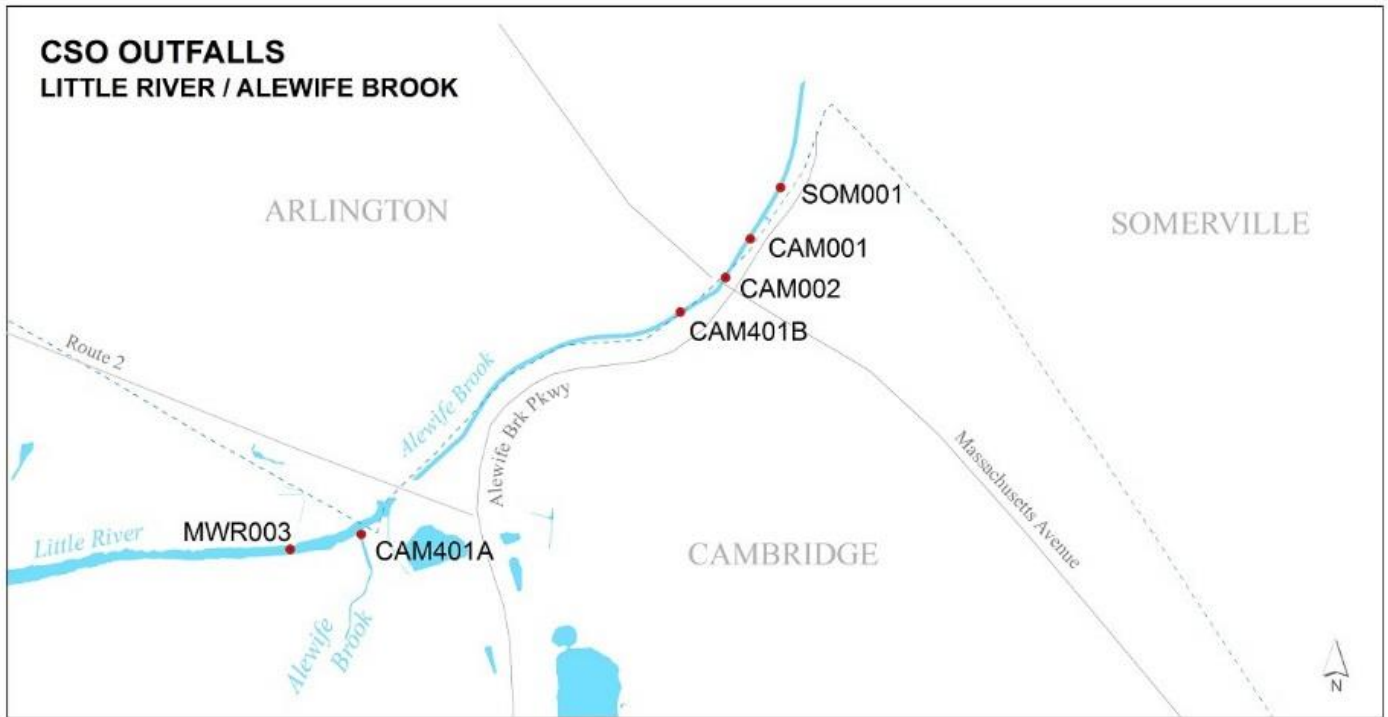 CSO OUTFALLS
LITTLE RIVER / ALEWIFE BROOK
ARLINGTON
SOM001
SOMERVILLE
CAM001
CAM002
CAM401B
Route 2
Alewife Brook
Alewife Brk Pkwy
Massachusetts Avenue
Little River
MWR003
CAM401A
CAMBRIDGE
Alewife
Brook
N